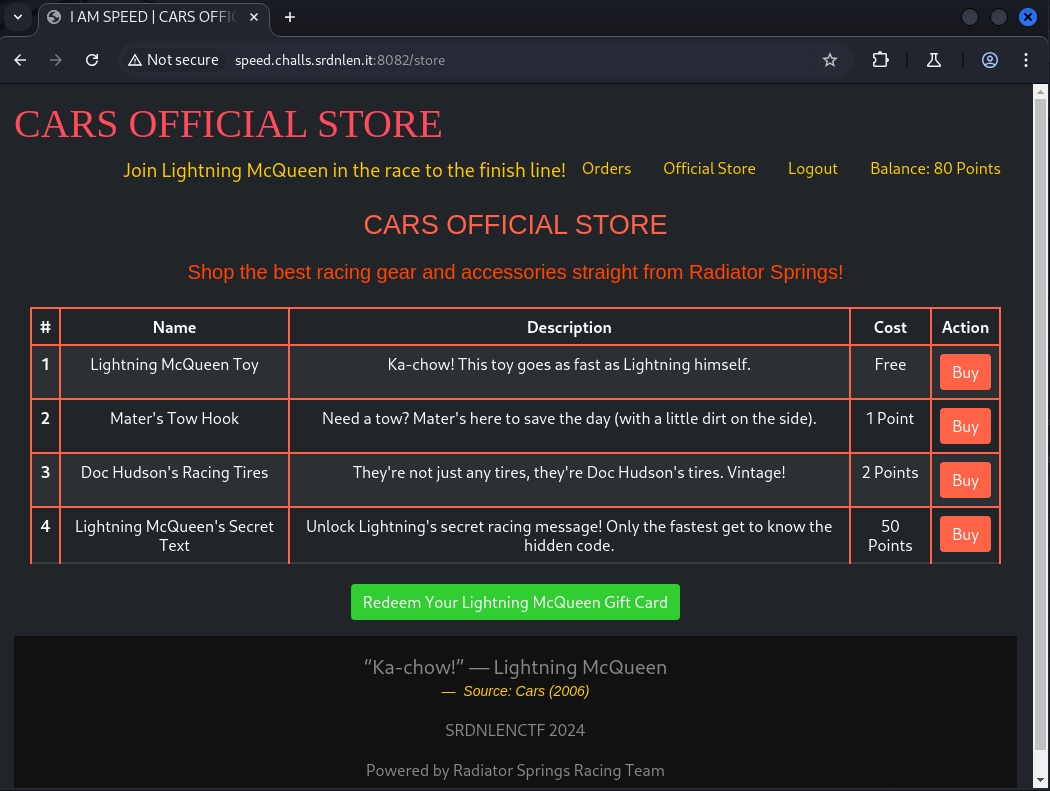 I AM SPEED | CARS OFFIC
Not secure speed.challs.srdnlen.it:8082/store
CARS OFFICIAL STORE
Join Lightning McQueen in the race to the finish line! Orders Official Store Logout Balance: 80 Points
CARS OFFICIAL STORE
Shop the best racing gear and accessories straight from Radiator Springs!
# Name Description Cost Action
1 Lightning McQueen Toy Ka-chow! This toy goes as fast as Lightning himself. Free Buy
2 Mater's Tow Hook Need a tow? Mater's here to save the day (with a little dirt on the side). 1 Point Buy
3 Doc Hudson's Racing Tires They're not just any tires, they're Doc Hudson's tires. Vintage! 2 Points Buy
4 Lightning McQueen's Secret Unlock Lightning's secret racing message! Only the fastest get to know the 50 Buy
Text hidden code. Points
Redeem Your Lightning McQueen Gift Card
“Ka-chow!” — Lightning McQueen
— Source: Cars (2006)
SRDNLENCTF 2024
Powered by Radiator Springs Racing Team